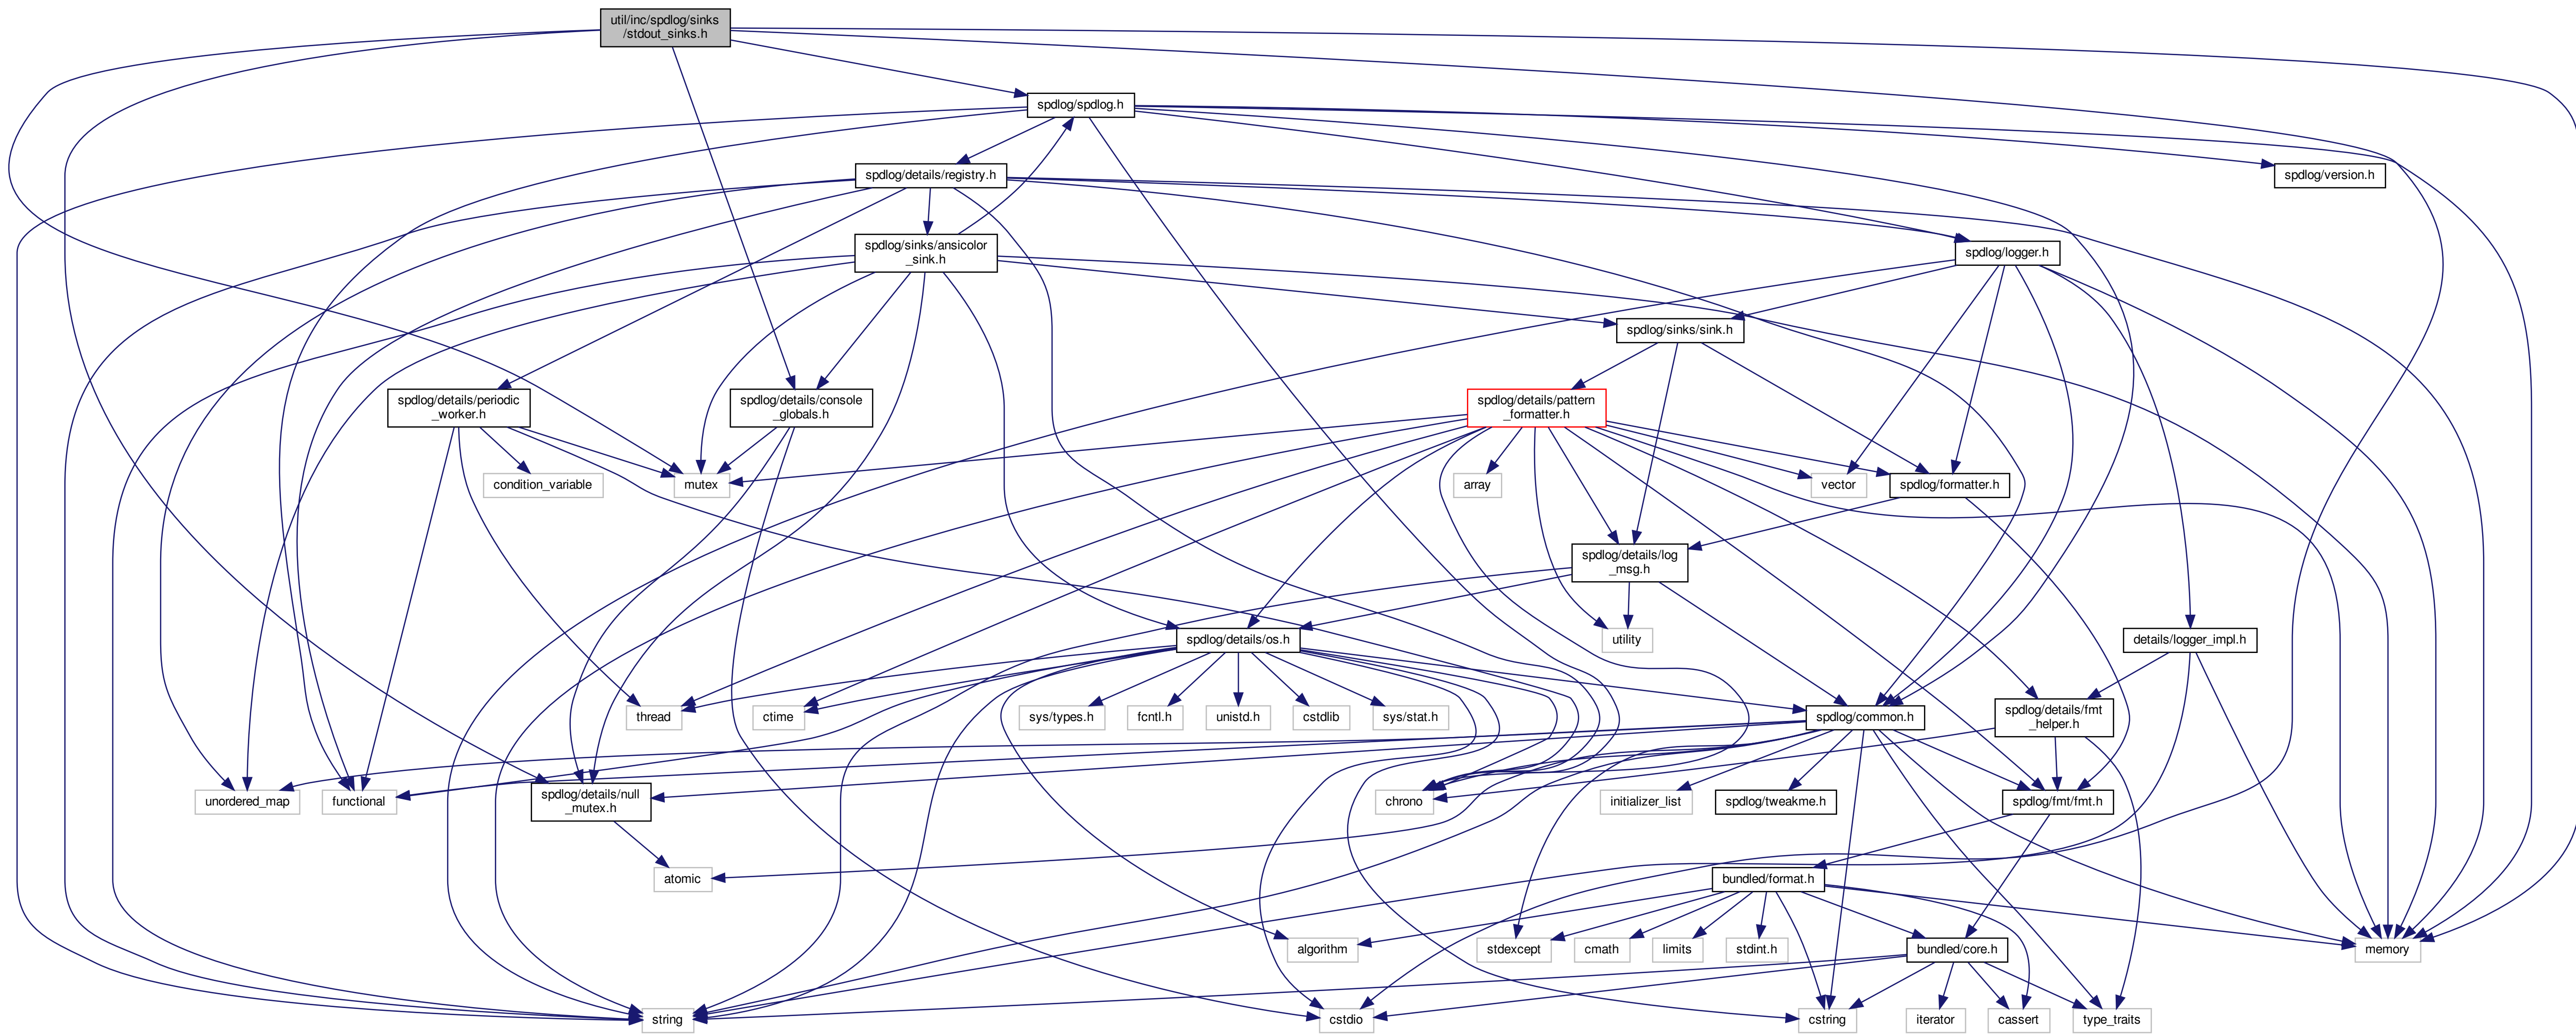 util/inc/spdlog/sinks
/stdout_sinks.h
spdlog/spdlog.h
spdlog/details/registry.h
spdlog/version.h
spdlog/sinks/ansicolor
_sink.h
spdlog/logger.h
spdlog/sinks/sink.h
spdlog/details/periodic
_worker.h
spdlog/details/console
_globals.h
spdlog/details/pattern
_formatter.h
condition_variable
mutex
array
vector
spdlog/formatter.h
spdlog/details/log
_msg.h
spdlog/details/os.h
utility
details/logger_impl.h
thread
ctime
sys/types.h
fcntl.h
unistd.h
cstdlib
sys/stat.h
spdlog/common.h
spdlog/details/fmt
_helper.h
unordered_map
functional
spdlog/details/null
_mutex.h
chrono
initializer_list
spdlog/tweakme.h
spdlog/fmt/fmt.h
atomic
bundled/format.h
algorithm
stdexcept
cmath
limits
stdint.h
bundled/core.h
memory
string
cstdio
cstring
iterator
cassert
type_traits